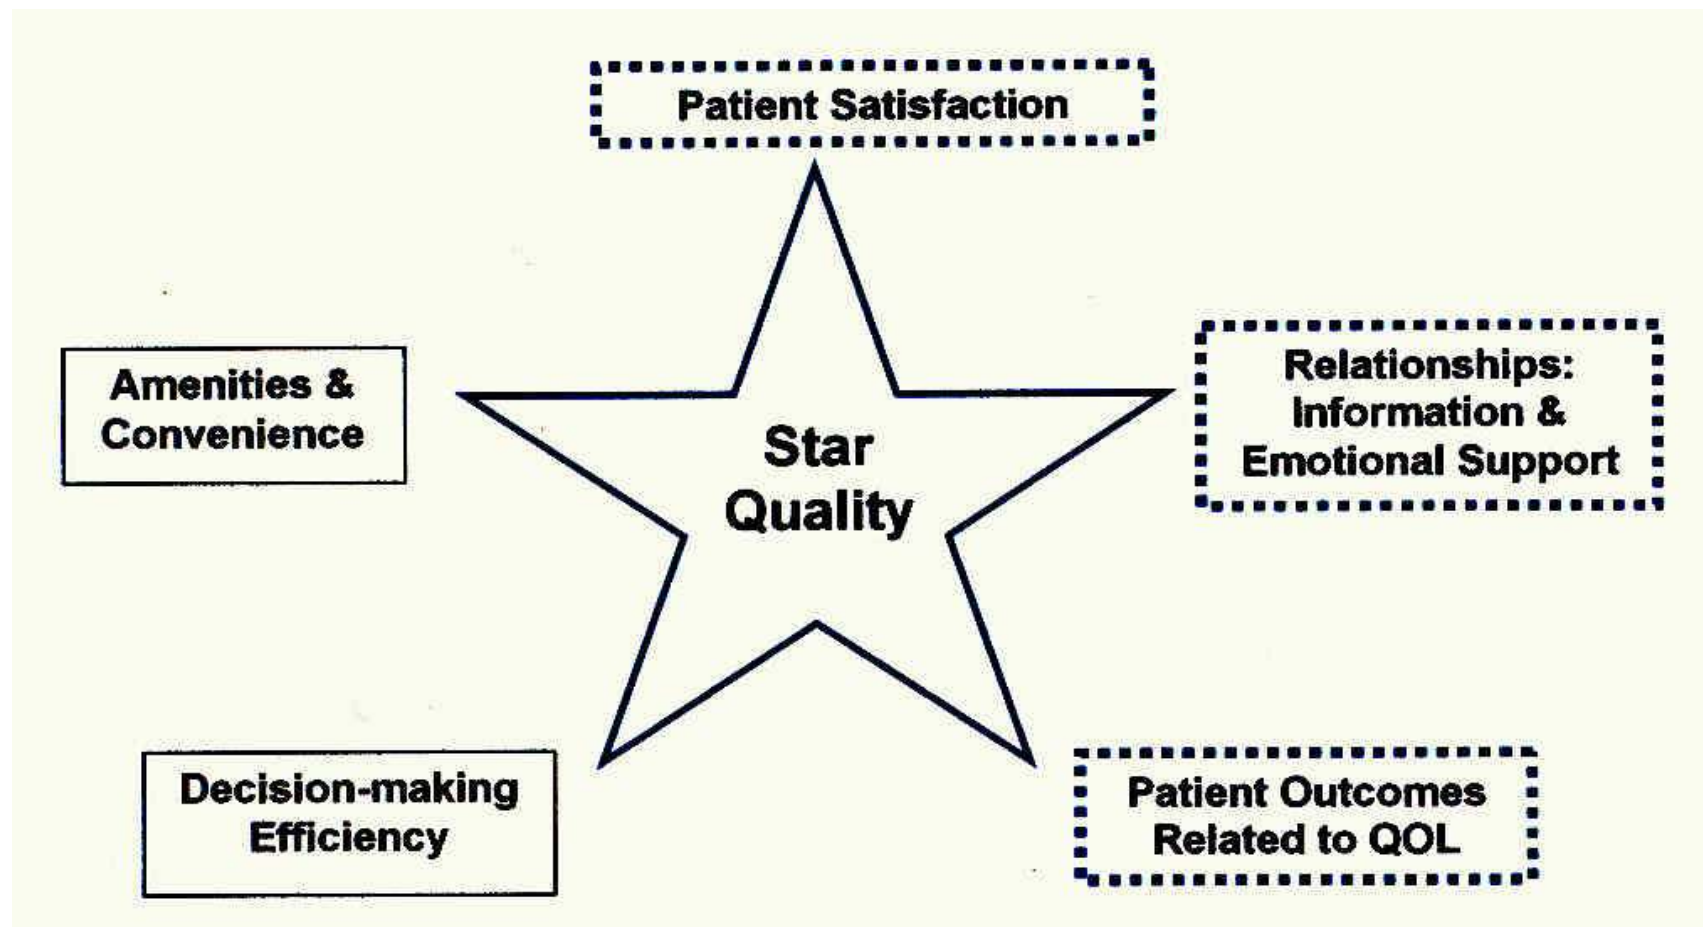 Patient Satisfaction
Amenities &
Convenience
Star
Quality
Relationships:
Information &
Emotional Support
Decision-making
Efficiency
Patient Outcomes
Related to QOL